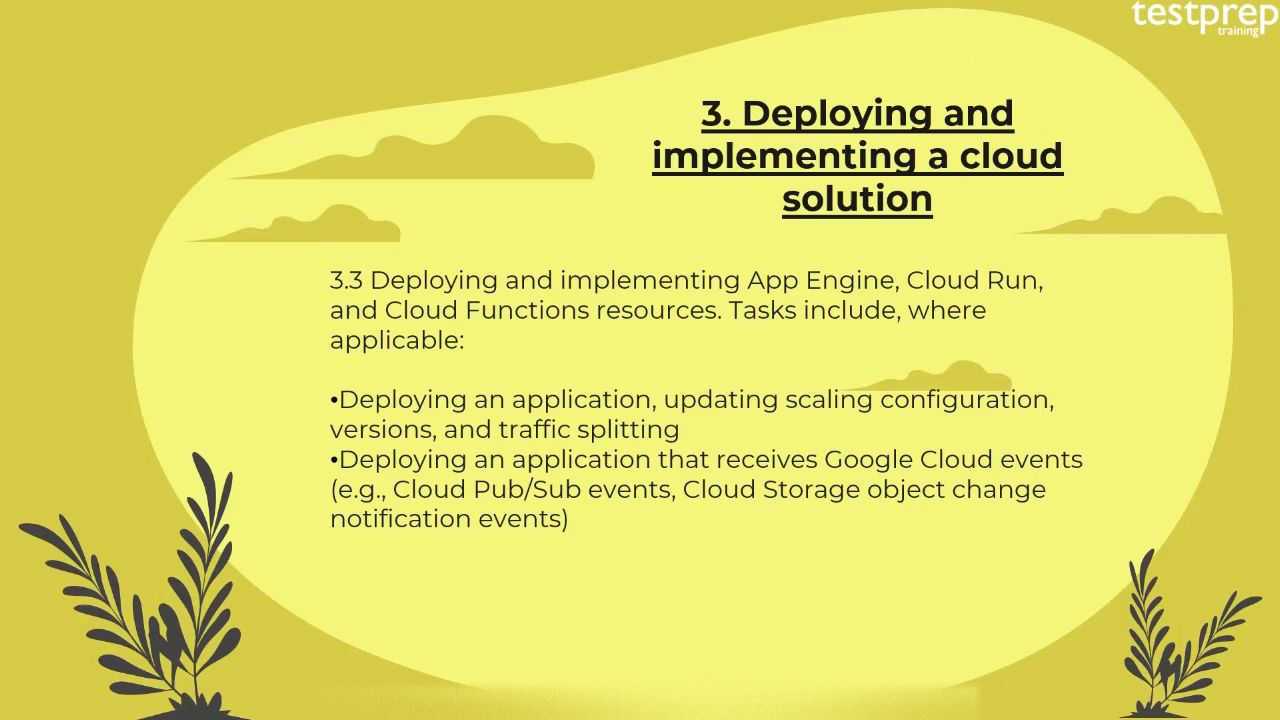 testprep
training
3. Deploying and
implementing a cloud
solution
3.3 Deploying and implementing App Engine, Cloud Run,
and Cloud Functions resources. Tasks include, where
applicable:
•Deploying an application, updating scaling configuration,
versions, and traffic splitting
•Deploying an application that receives Google Cloud events
(e.g., Cloud Pub/Sub events, Cloud Storage object change
notification events)